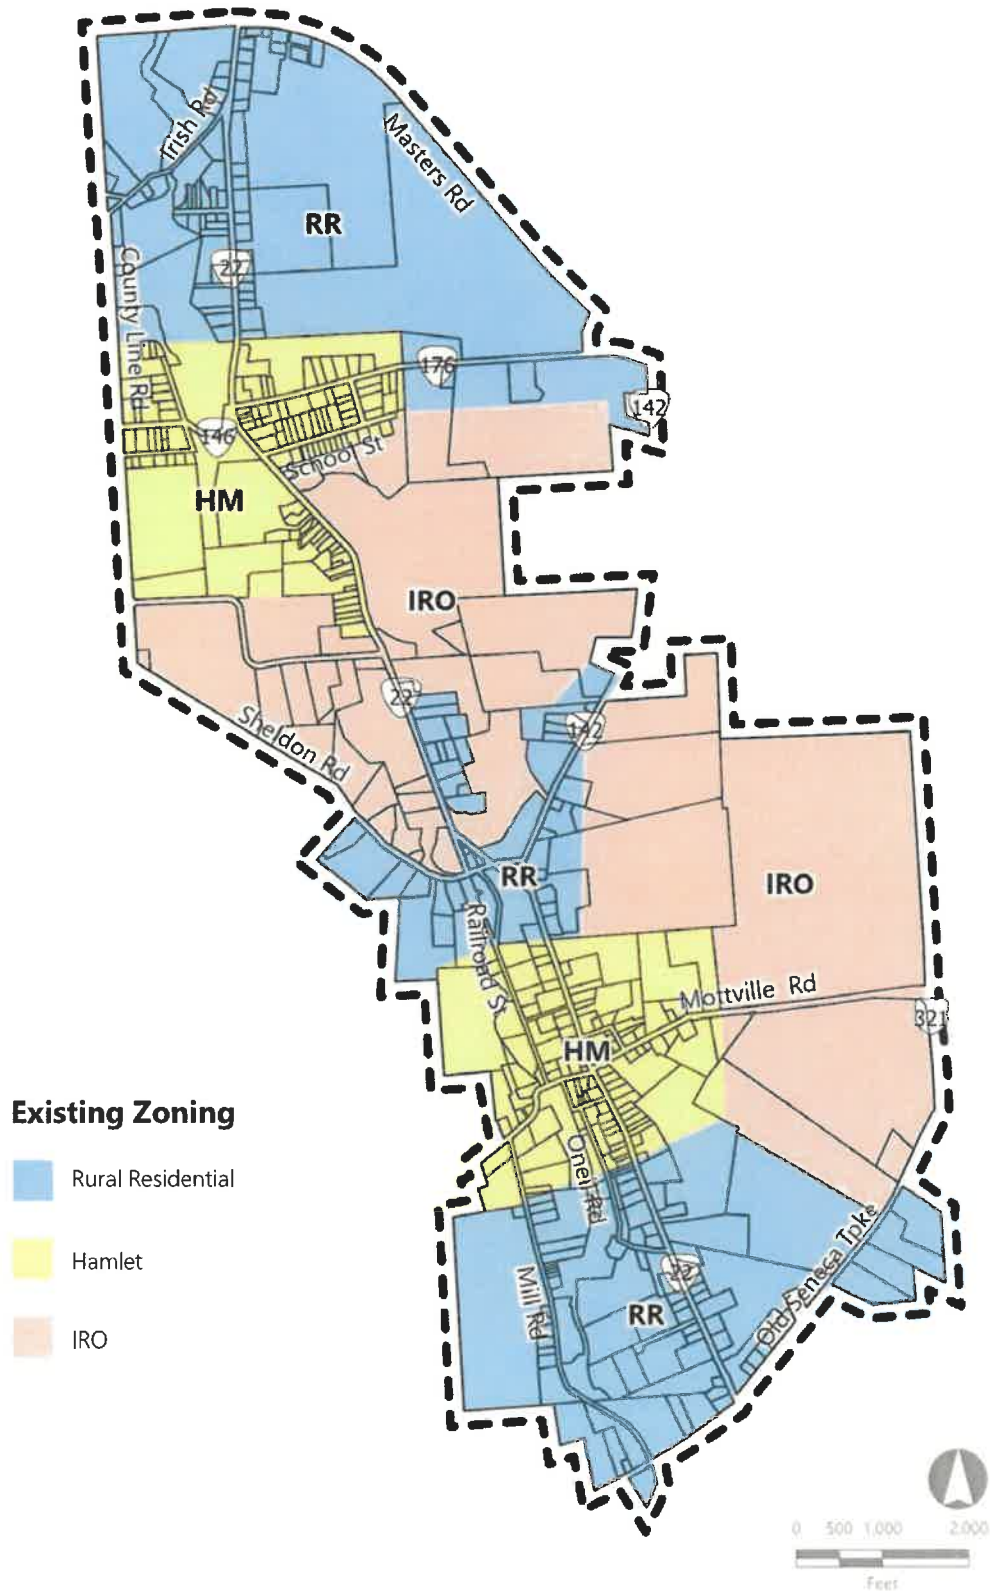 Irish Rd
Masters Rd
RR
22
County Line Rd
176
142
146
School St
HM
IRO
22
142
Sheldon Rd
RR
IRO
Railroad St
Mottville Rd
321
HM
Existing Zoning
Rural Residential
Oneil Rd
Hamlet
Old Seneca Tpke
22
Mill Rd
RR
IRO
0 500 1,000 2,000
Feet